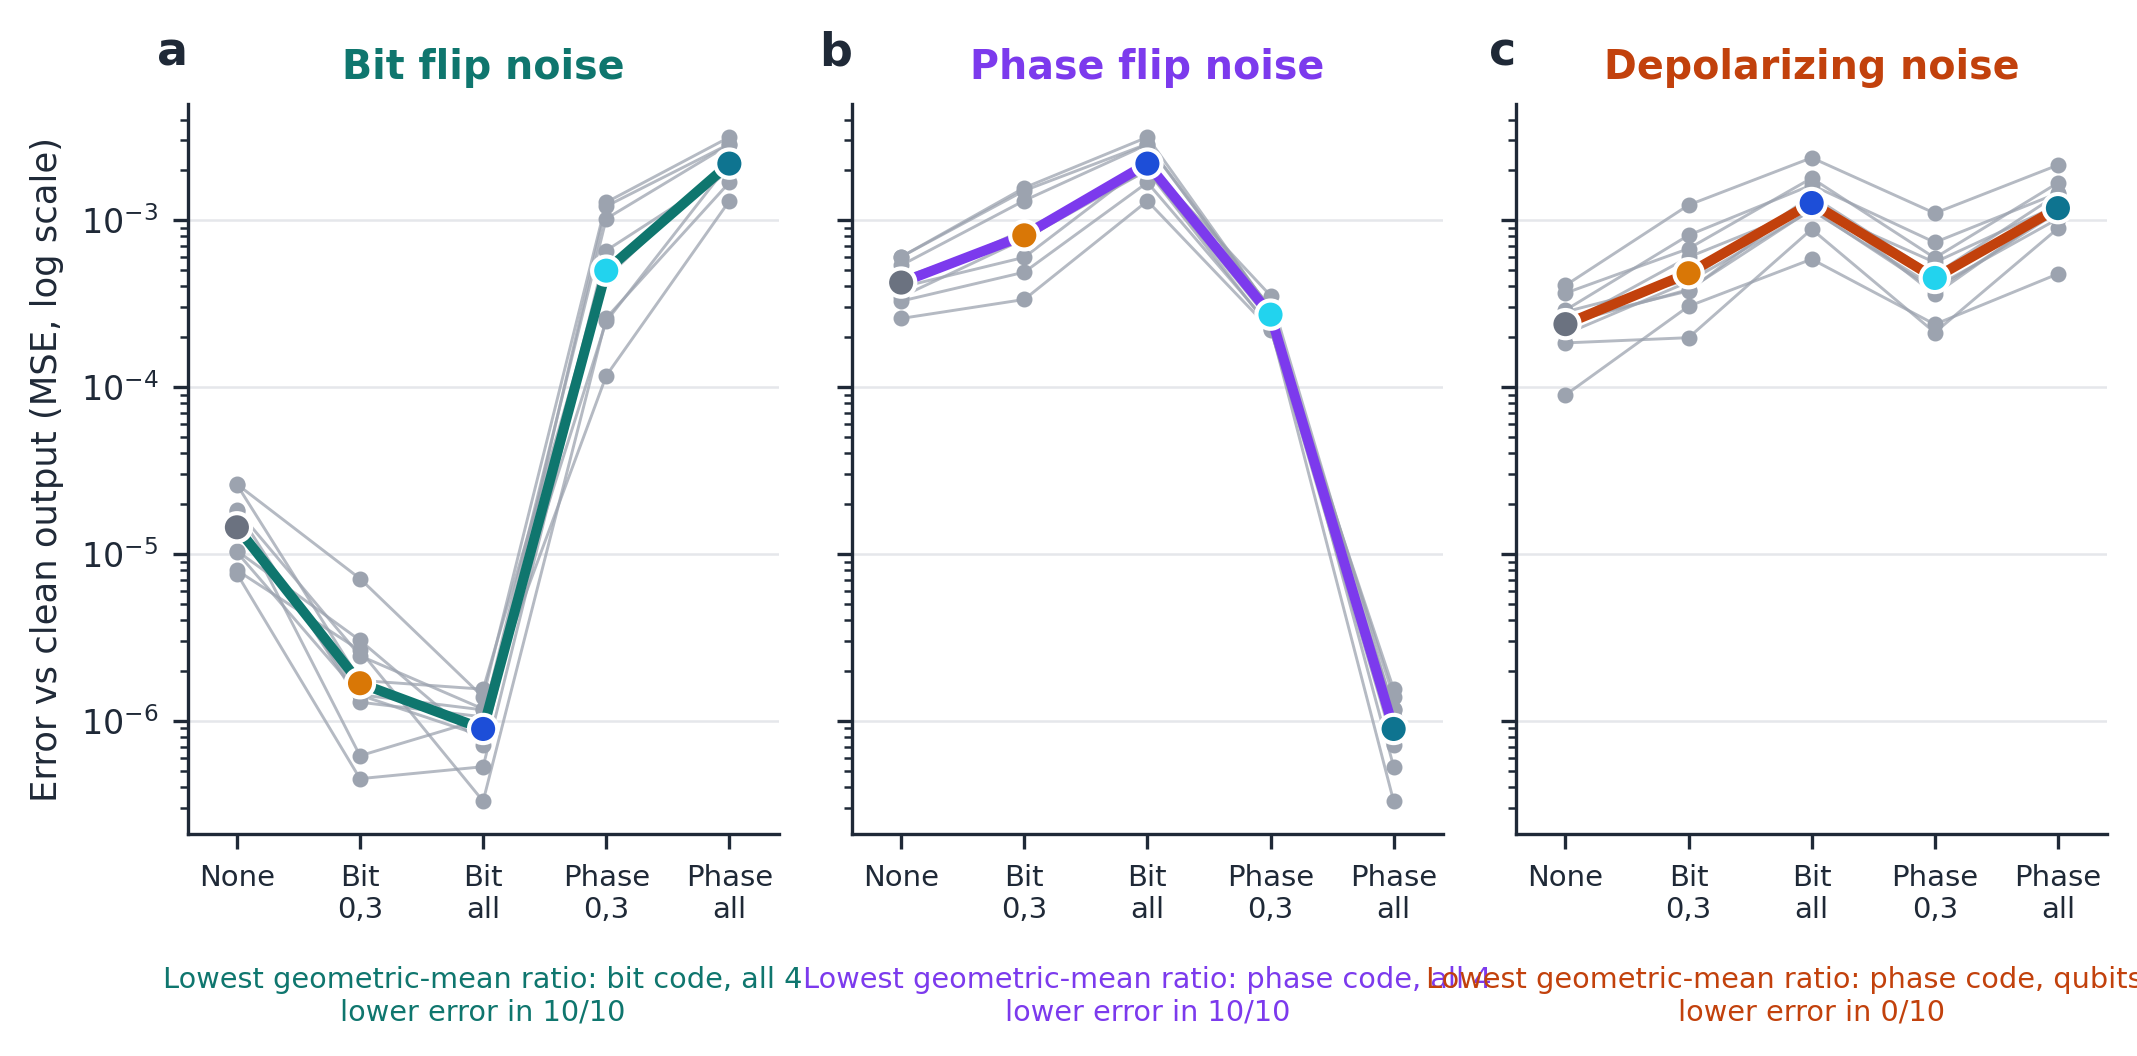 a
Bit flip noise
b
Phase flip noise
c
Depolarizing noise
Error vs clean output (MSE, log scale)
10⁻³
10⁻⁴
10⁻⁵
10⁻⁶
None
Bit
0,3
Bit
all
Phase
0,3
Phase
all
None
Bit
0,3
Bit
all
Phase
0,3
Phase
all
None
Bit
0,3
Bit
all
Phase
0,3
Phase
all
Lowest geometric-mean ratio: bit code, all 4
lower error in 10/10
Lowest geometric-mean ratio: phase code, all 4
lower error in 10/10
Lowest geometric-mean ratio: phase code, qubits
lower error in 0/10